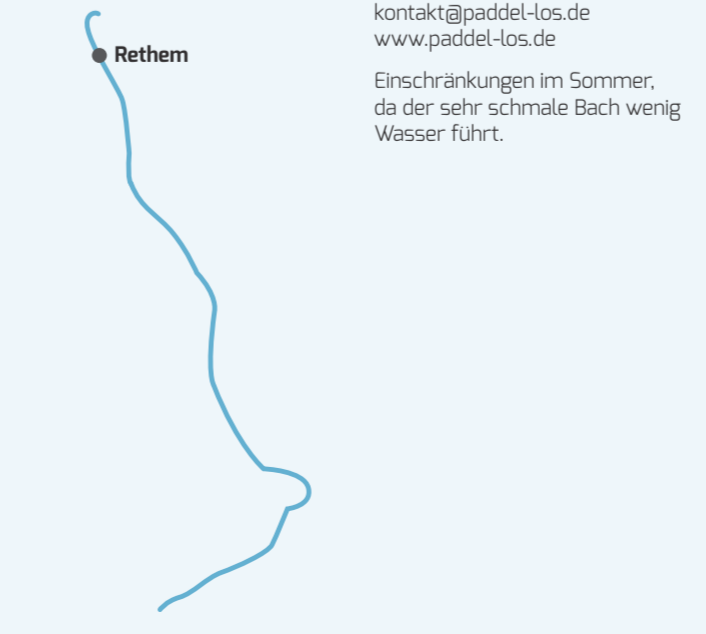 kontakt@paddel-los.de
www.paddel-los.de
Rethem
Einschränkungen im Sommer,
da der sehr schmale Bach wenig
Wasser führt.